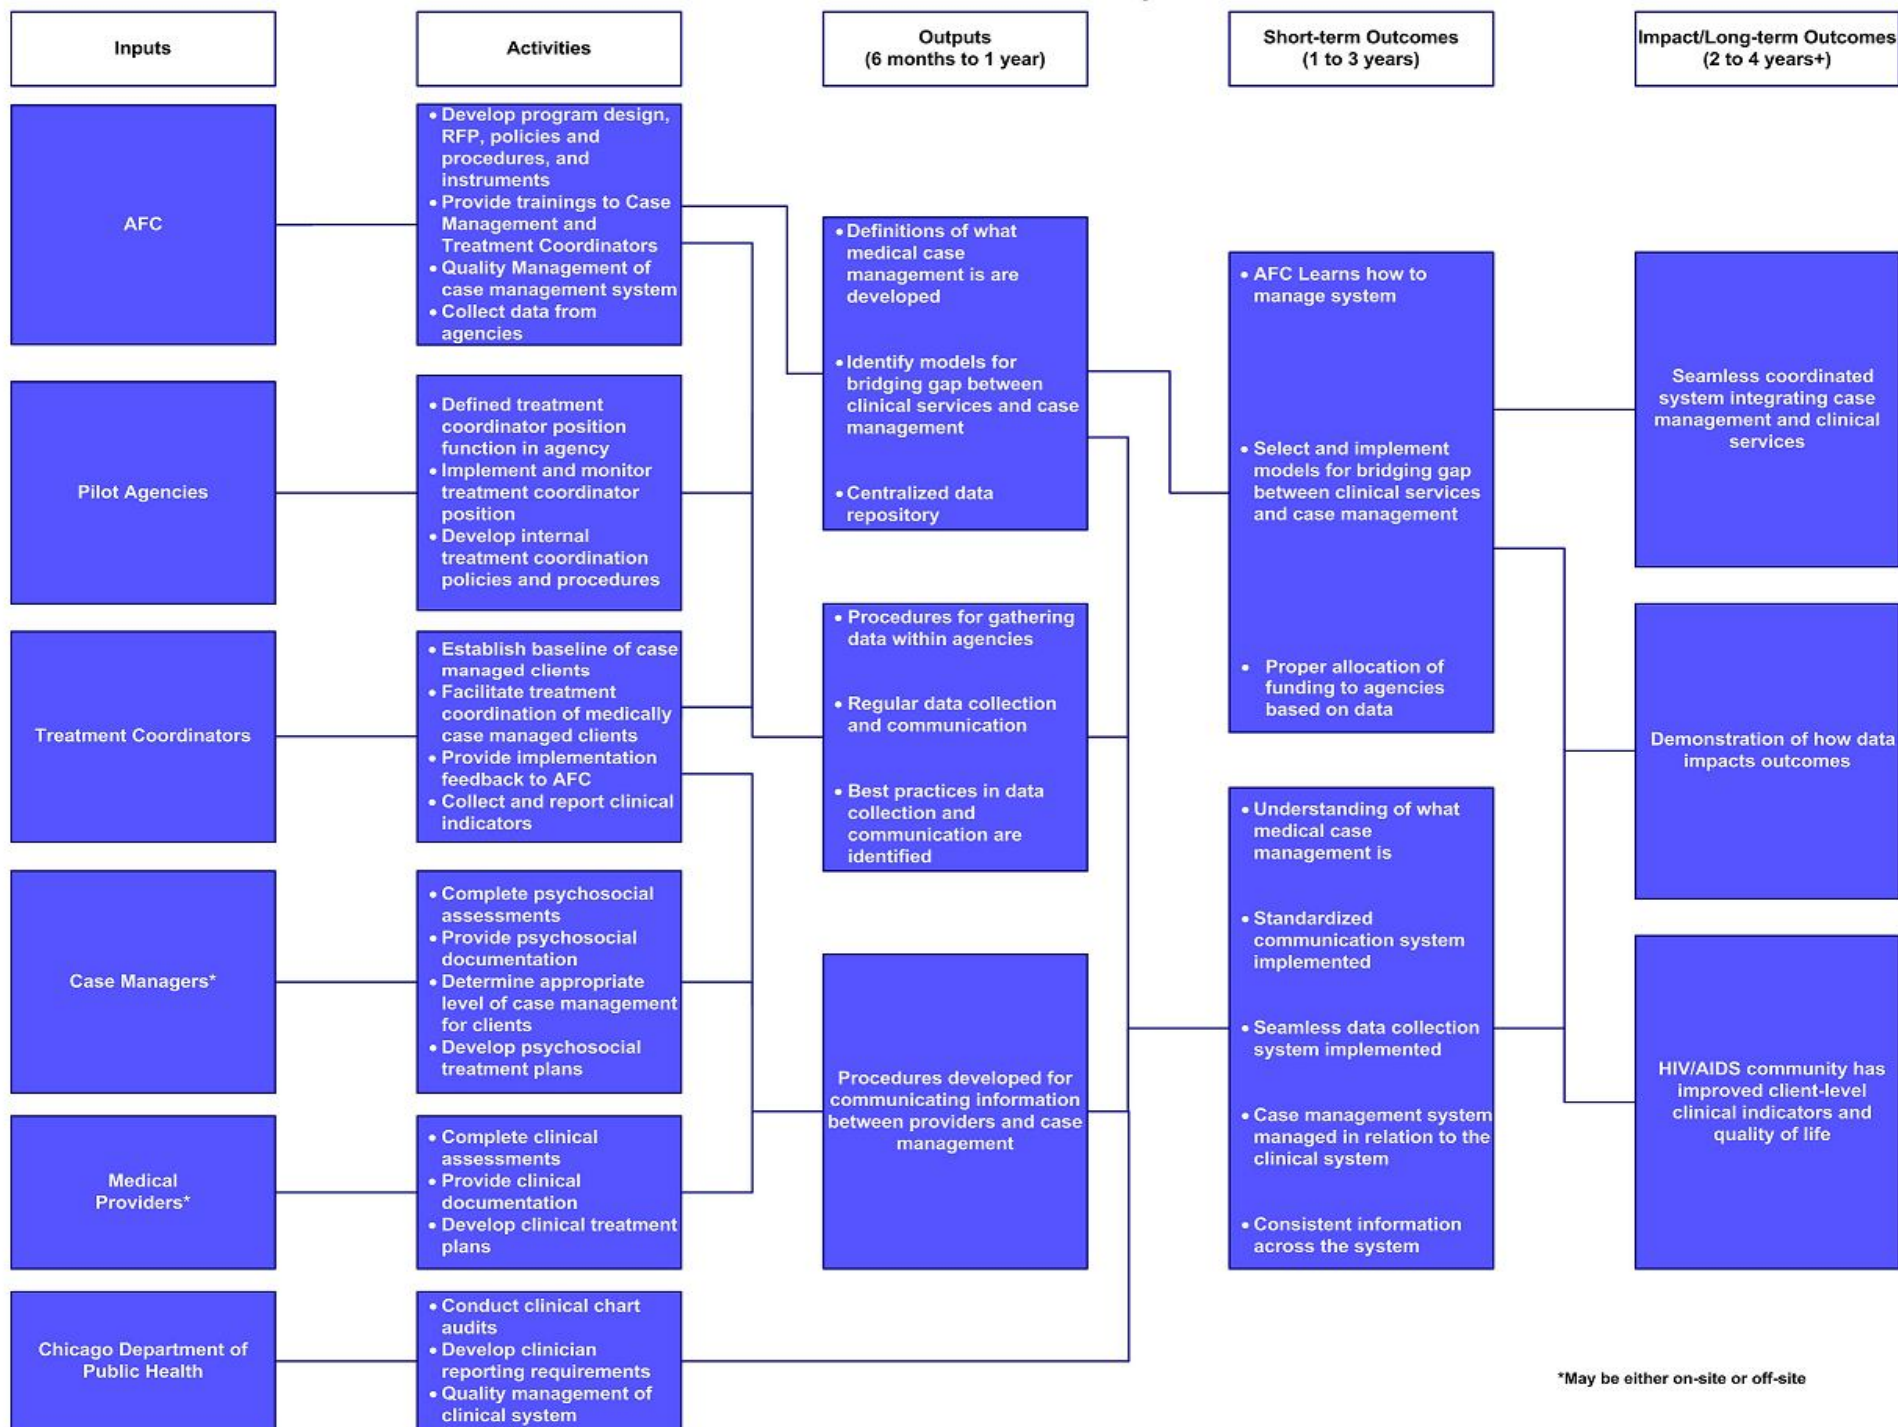 Inputs
Activities
Outputs
(6 months to 1 year)
Short-term Outcomes
(1 to 3 years)
Impact/Long-term Outcomes
(2 to 4 years+)
AFC
• Develop program design,
RFP, policies and
procedures, and
instruments
• Provide trainings to Case
Management and
Treatment Coordinators
• Quality Management of
case management system
• Collect data from
agencies
Pilot Agencies
• Defined treatment
coordinator position
function in agency
• Implement and monitor
treatment coordinator
position
• Develop internal
treatment coordination
policies and procedures
Treatment Coordinators
• Establish baseline of case
managed clients
• Facilitate treatment
coordination of medically
case managed clients
• Provide implementation
feedback to AFC
• Collect and report clinical
indicators
Case Managers*
• Complete psychosocial
assessments
• Provide psychosocial
documentation
• Determine appropriate
level of case management
for clients
• Develop psychosocial
treatment plans
Medical
Providers*
• Complete clinical
assessments
• Provide clinical
documentation
• Develop clinical treatment
plans
Chicago Department of
Public Health
• Conduct clinical chart
audits
• Develop clinician
reporting requirements
• Quality management of
clinical system
• Definitions of what
medical case
management is are
developed
• Identify models for
bridging gap between
clinical services and case
management
• Centralized data
repository
• Procedures for gathering
data within agencies
• Regular data collection
and communication
• Best practices in data
collection and
communication are
identified
Procedures developed for
communicating information
between providers and case
management
• AFC Learns how to
manage system
• Select and implement
models for bridging gap
between clinical services
and case management
• Proper allocation of
funding to agencies
based on data
• Understanding of what
medical case
management is
• Standardized
communication system
implemented
• Seamless data collection
system implemented
• Case management system
managed in relation to the
clinical system
• Consistent information
across the system
Seamless coordinated
system integrating case
management and clinical
services
Demonstration of how data
impacts outcomes
HIV/AIDS community has
improved client-level
clinical indicators and
quality of life
*May be either on-site or off-site